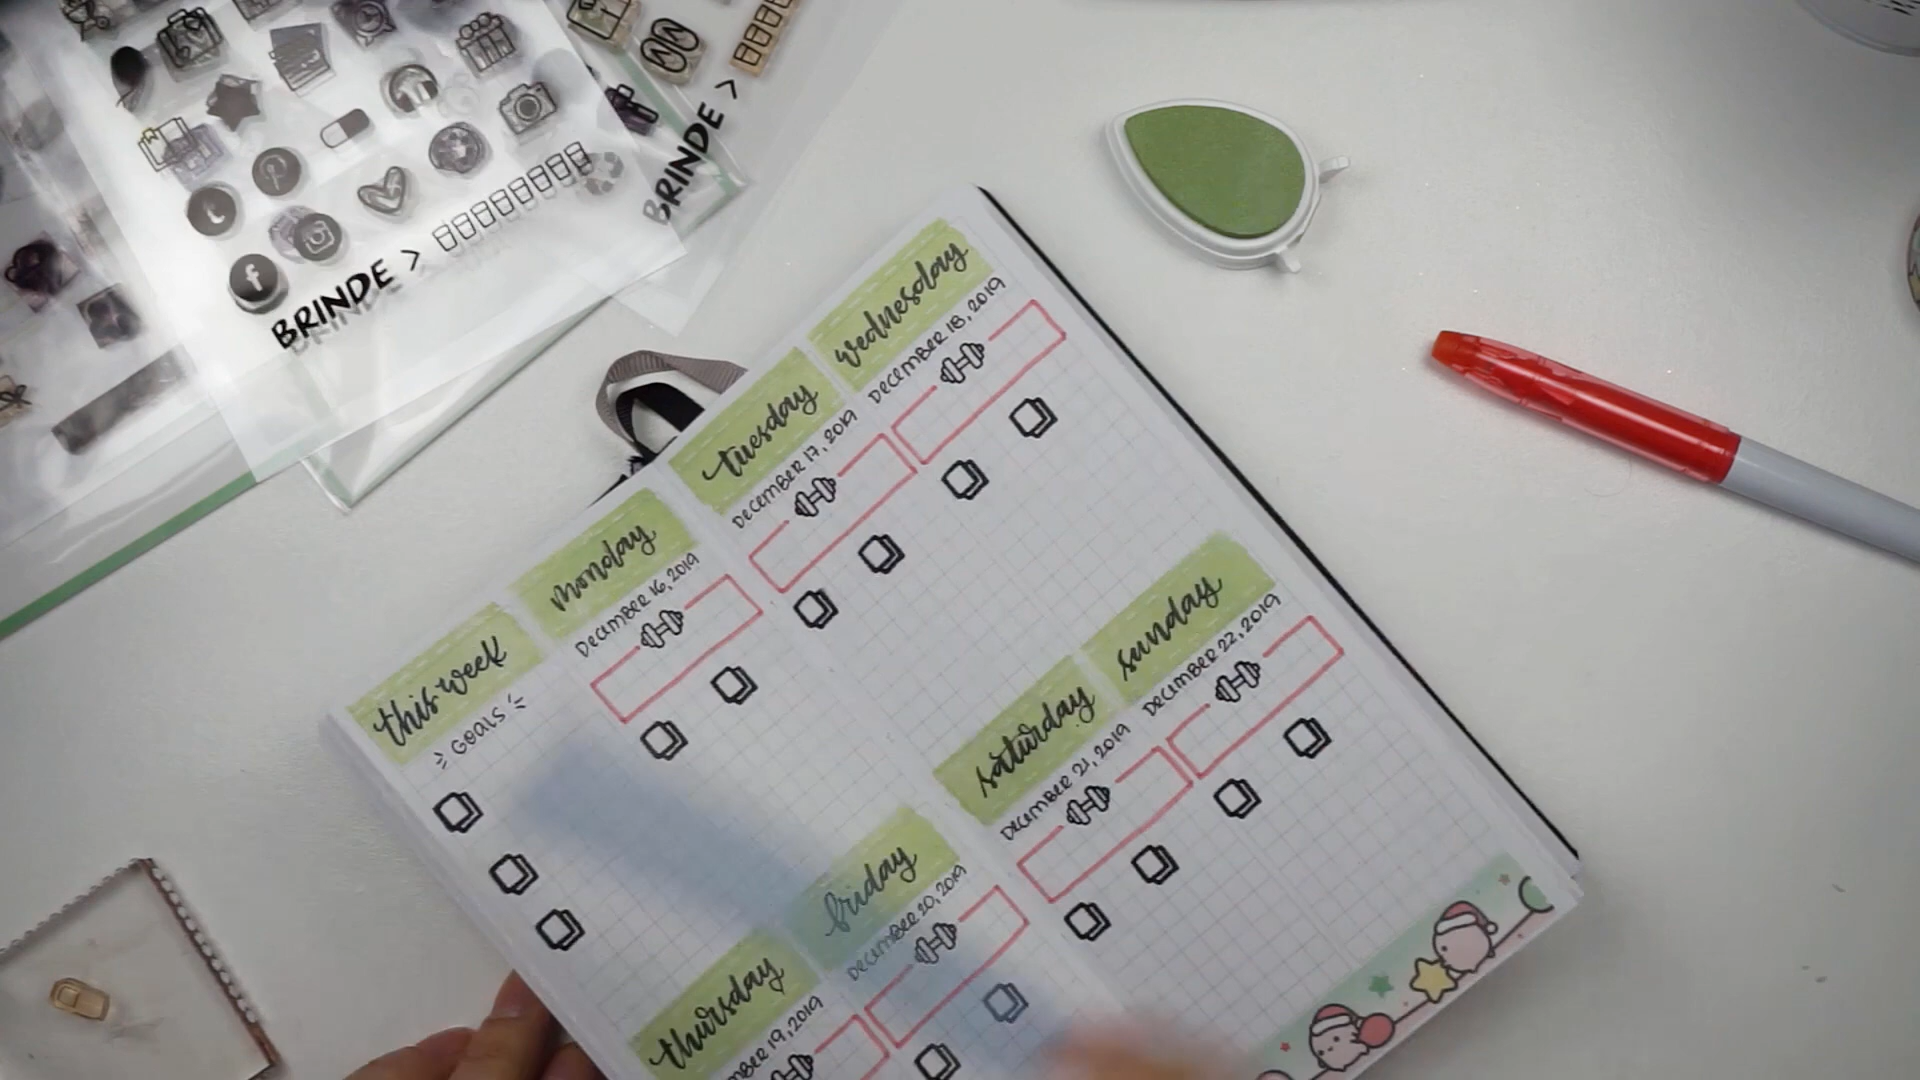 BRINDE >
BRINDE >
this week
GOALS
monday
DECEMBER 16, 2019
tuesday
DECEMBER 17, 2019
wednesday
DECEMBER 18, 2019
thursday
19, 2019
friday
DECEMBER 20, 2019
saturday
DECEMBER 21, 2019
sunday
DECEMBER 22, 2019